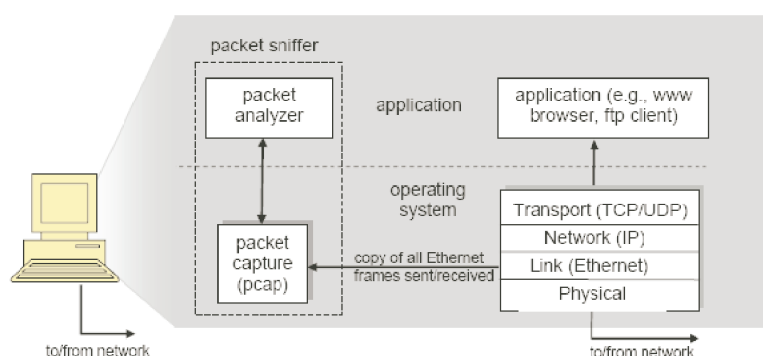 packet sniffer
packet
analyzer
application
application (e.g., www
browser, ftp client)
operating
system
packet
capture
(pcap)
copy of all Ethernet
frames sent/received
Transport (TCP/UDP)
Network (IP)
Link (Ethernet)
Physical
to/from network
to/from network